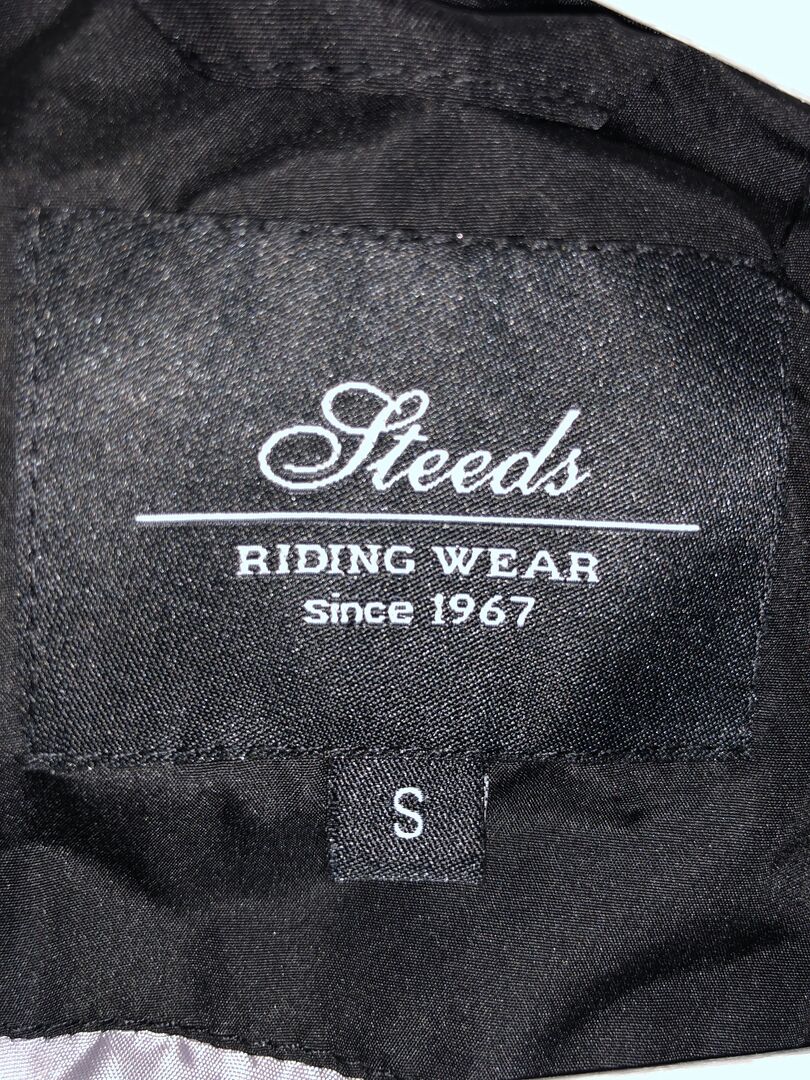 Steeds
RIDING WEAR
Since 1967
S